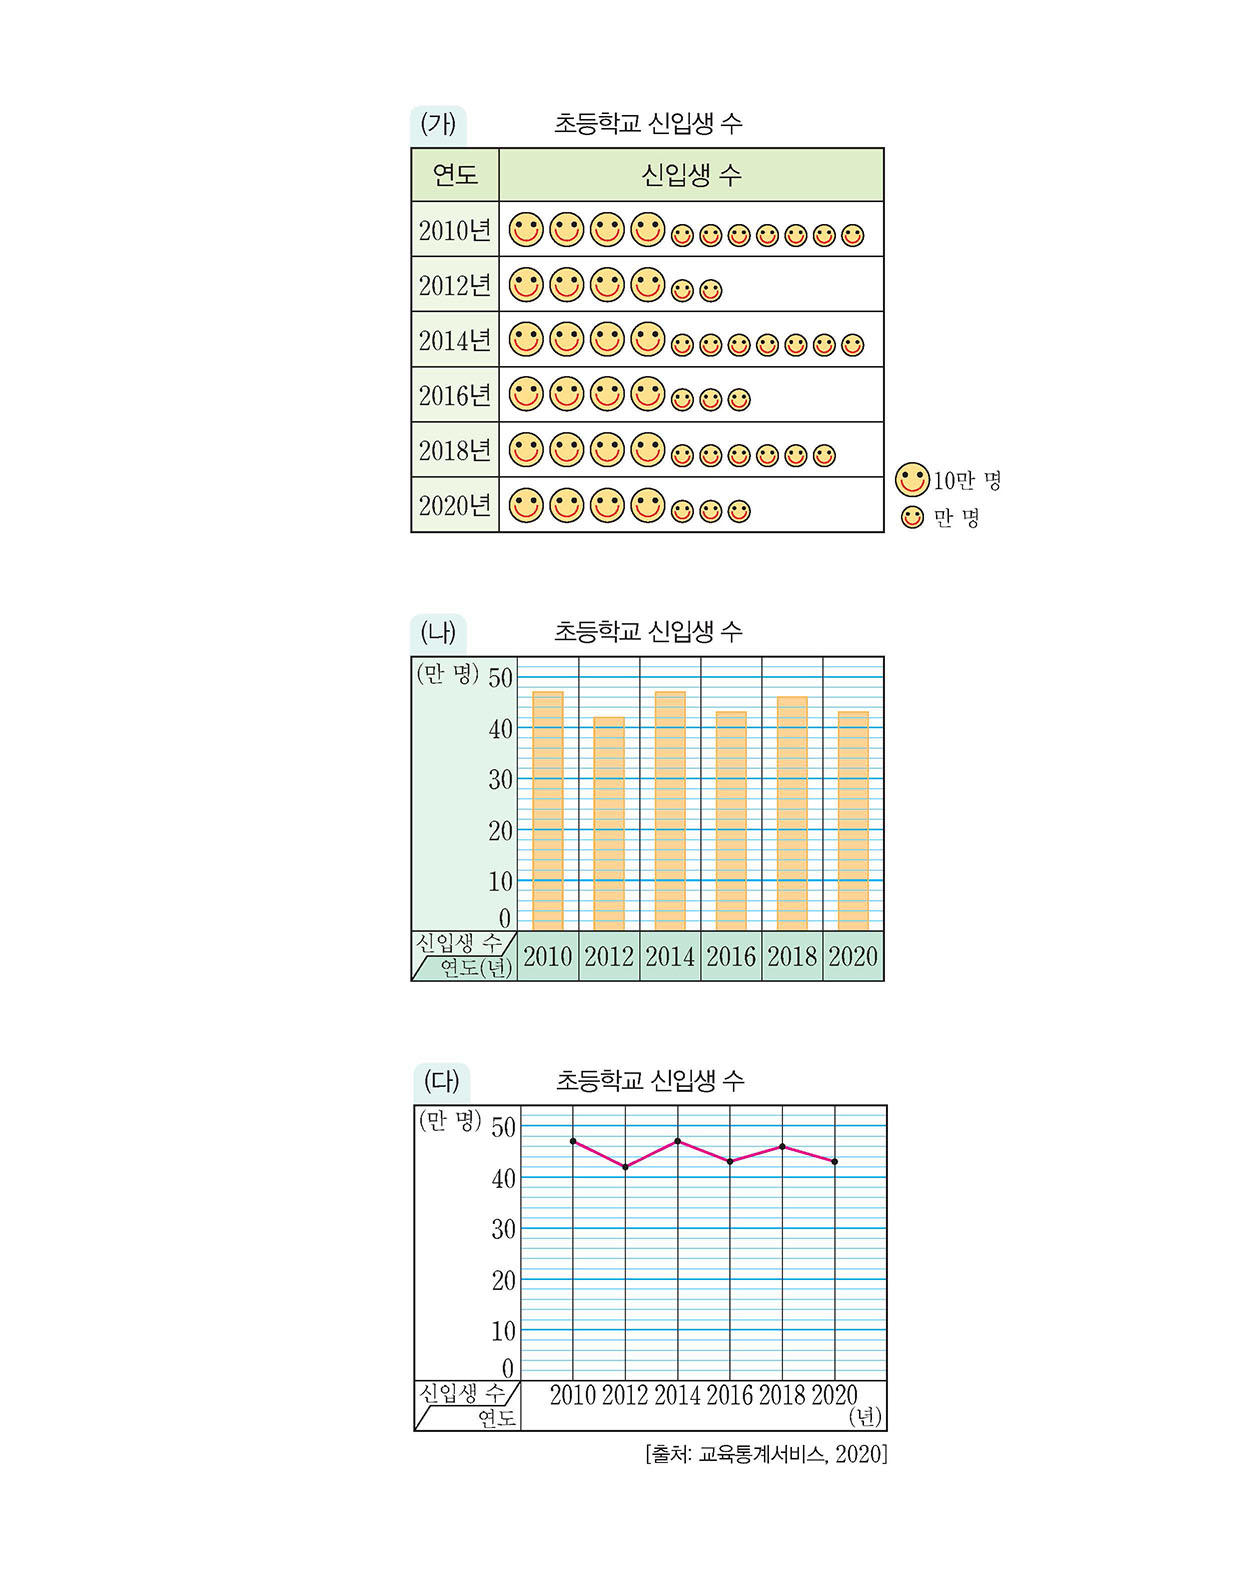 (가) 초등학교 신입생 수
연도 신입생 수
2010년
2012년
2014년
2016년
2018년
2020년
10만 명
만 명
(나) 초등학교 신입생 수
(만 명) 50
40
30
20
10
0
신입생 수
연도(년)
2010 2012 2014 2016 2018 2020
(다) 초등학교 신입생 수
(만 명) 50
40
30
20
10
0
신입생 수
연도
2010 2012 2014 2016 2018 2020
(년)
[출처: 교육통계서비스, 2020]